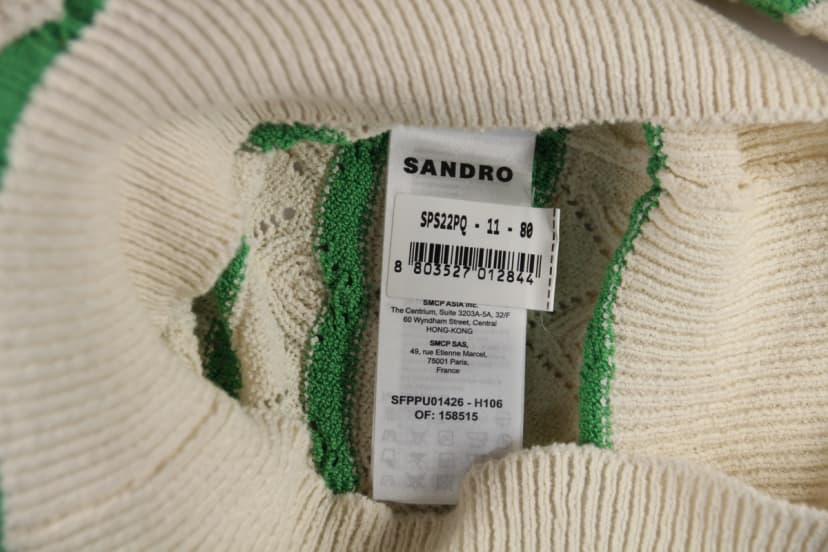 SANDRO
SPS22PQ - 11 - 80
8 803527 012844
SMCP ASIA INC.
The Centrium, Suite 3203A-5A, 32/F
60 Wyndham Street, Central
HONG-KONG
SMCP SAS,
49, rue Etienne Marcel,
75001 Paris,
France
SFPPU01426 - H106
OF: 158515